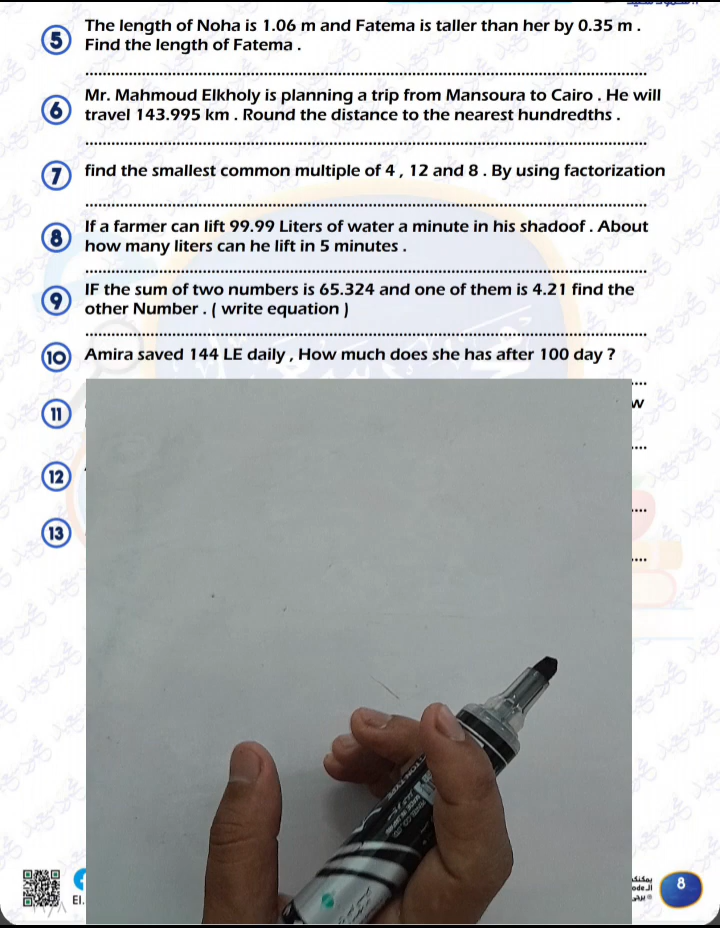 5 The length of Noha is 1.06 m and Fatema is taller than her by 0.35 m .
Find the length of Fatema .
6 Mr. Mahmoud Elkholy is planning a trip from Mansoura to Cairo . He will
travel 143.995 km . Round the distance to the nearest hundredths .
7 find the smallest common multiple of 4 , 12 and 8 . By using factorization
8 If a farmer can lift 99.99 Liters of water a minute in his shadoof . About
how many liters can he lift in 5 minutes .
9 IF the sum of two numbers is 65.324 and one of them is 4.21 find the
other Number . ( write equation )
10 Amira saved 144 LE daily , How much does she has after 100 day ?
11
w
12
13
El.
8